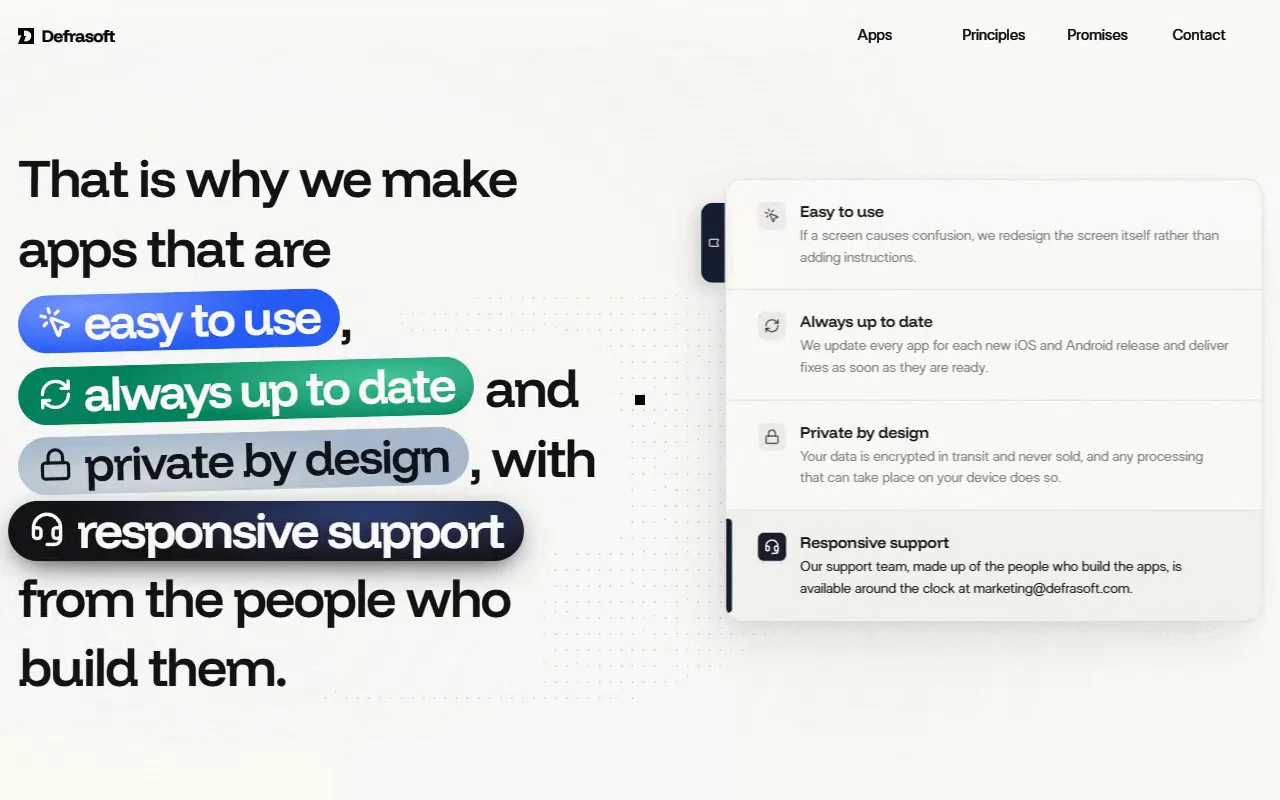 Defrasoft
Apps
Principles
Promises
Contact
That is why we make
apps that are
easy to use ,
always up to date and
private by design , with
responsive support
from the people who
build them.
Easy to use
If a screen causes confusion, we redesign the screen itself rather than
adding instructions.
Always up to date
We update every app for each new iOS and Android release and deliver
fixes as soon as they are ready.
Private by design
Your data is encrypted in transit and never sold, and any processing
that can take place on your device does so.
Responsive support
Our support team, made up of the people who build the apps, is
available around the clock at marketing@defrasoft.com.